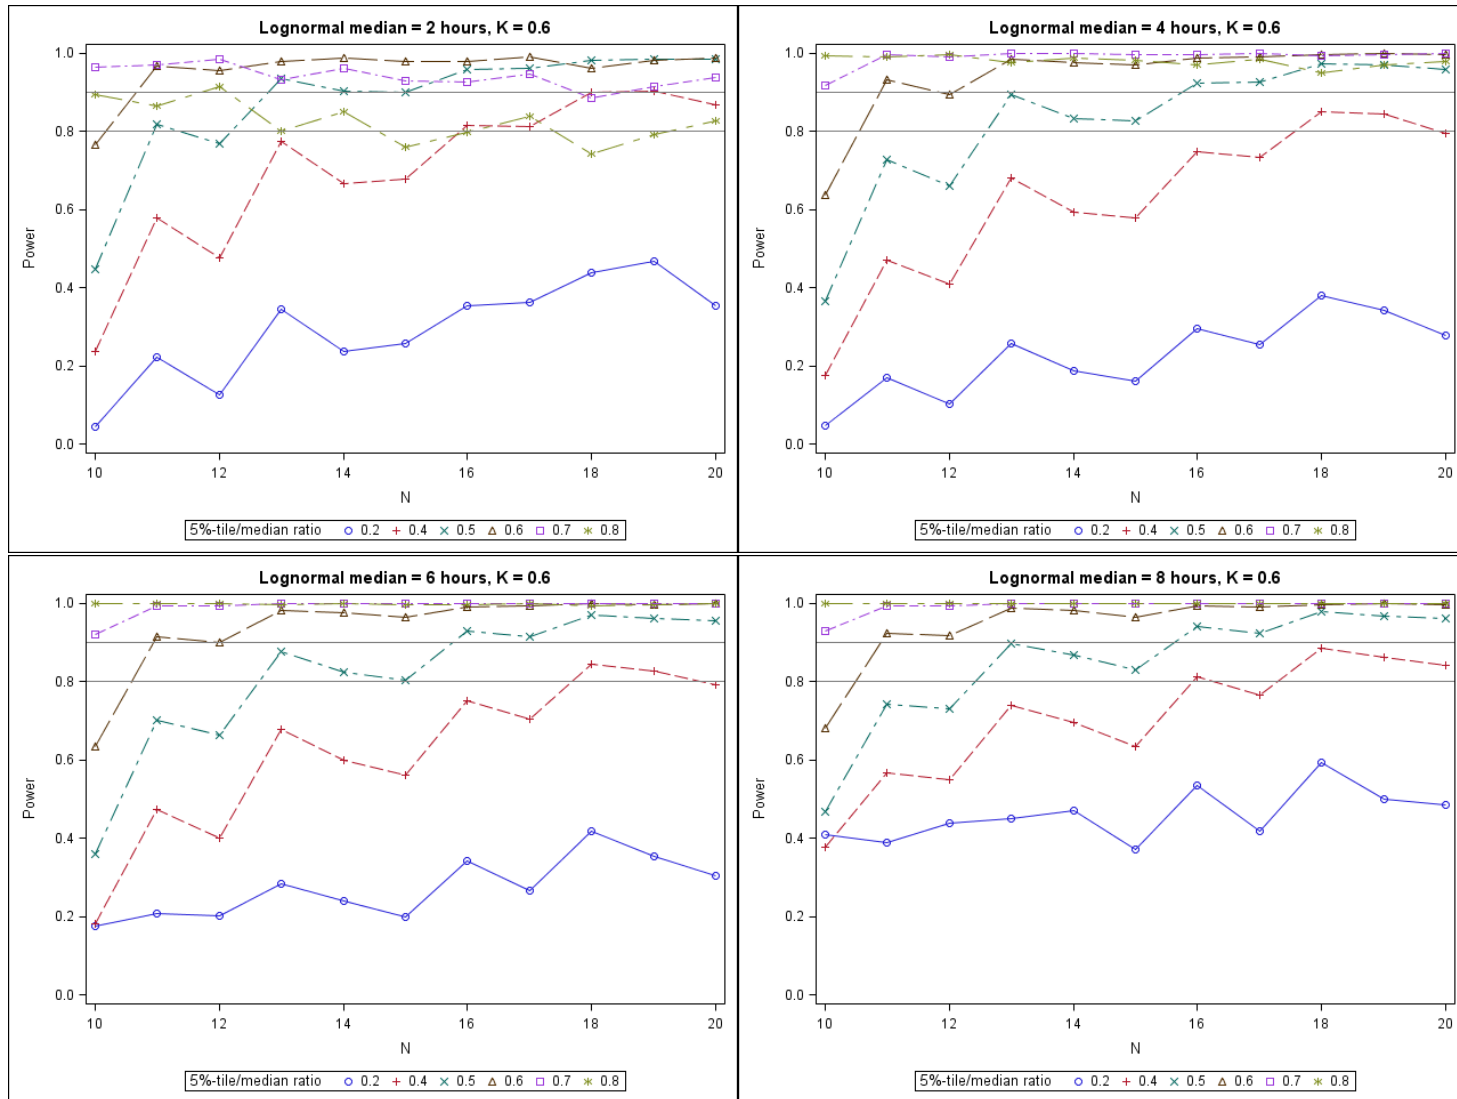 Lognormal median = 2 hours, K = 0.6
1.0
0.8
0.6
0.4
0.2
0.0
Power
10 12 14 16 18 20
N
5%-tile/median ratio 0.2 0.4 0.5 0.6 0.7 0.8
Lognormal median = 4 hours, K = 0.6
1.0
0.8
0.6
0.4
0.2
0.0
Power
10 12 14 16 18 20
N
5%-tile/median ratio 0.2 0.4 0.5 0.6 0.7 0.8
Lognormal median = 6 hours, K = 0.6
1.0
0.8
0.6
0.4
0.2
0.0
Power
10 12 14 16 18 20
N
5%-tile/median ratio 0.2 0.4 0.5 0.6 0.7 0.8
Lognormal median = 8 hours, K = 0.6
1.0
0.8
0.6
0.4
0.2
0.0
Power
10 12 14 16 18 20
N
5%-tile/median ratio 0.2 0.4 0.5 0.6 0.7 0.8